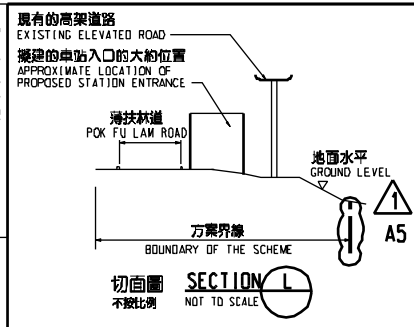 現有的高架道路
EXISTING ELEVATED ROAD
擬建的車站入口的大約位置
APPROXIMATE LOCATION OF
PROPOSED STATION ENTRANCE
薄扶林道
POK FU LAM ROAD
地面水平
GROUND LEVEL
1
A5
方案界線
BOUNDARY OF THE SCHEME
切面圖 SECTION L
不按比例 NOT TO SCALE